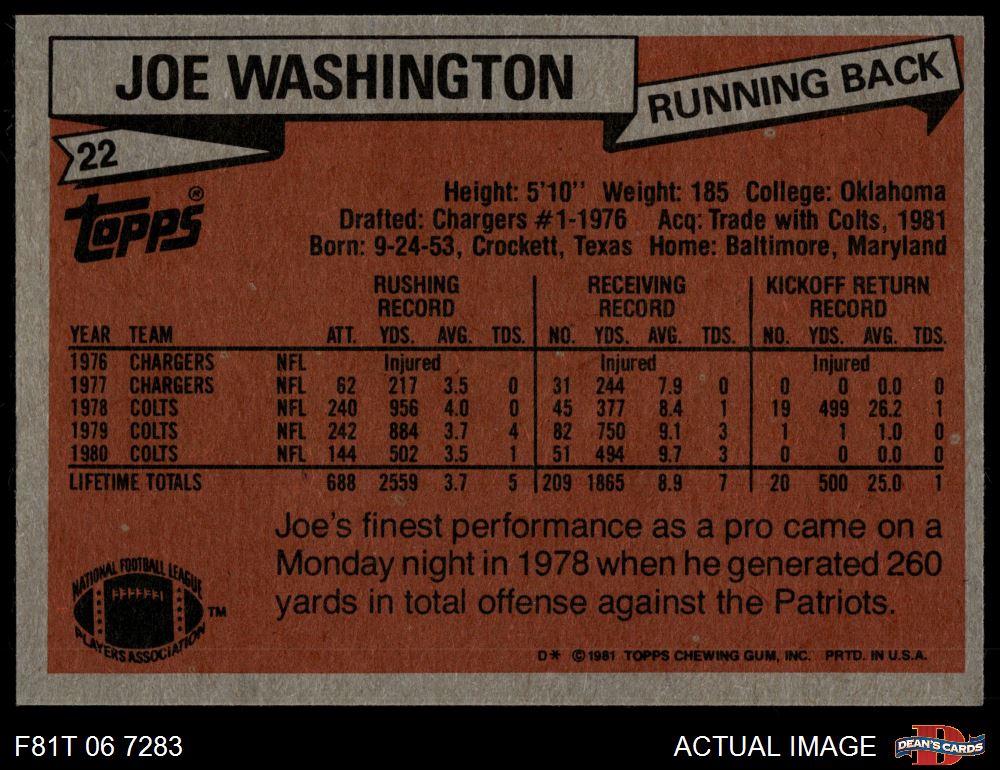 JOE WASHINGTON
RUNNING BACK
22
Topps®
Height: 5'10'' Weight: 185 College: Oklahoma
Drafted: Chargers #1-1976 Acq: Trade with Colts, 1981
Born: 9-24-53, Crockett, Texas Home: Baltimore, Maryland
RUSHING RECORD RECEIVING RECORD KICKOFF RETURN RECORD
YEAR TEAM ATT. YDS. AVG. TDS. NO. YDS. AVG. TDS. NO. YDS. AVG. TDS.
1976 CHARGERS NFL Injured Injured Injured
1977 CHARGERS NFL 62 217 3.5 0 31 244 7.9 0 0 0 0.0 0
1978 COLTS NFL 240 956 4.0 0 45 377 8.4 1 19 499 26.2 1
1979 COLTS NFL 242 884 3.7 4 82 750 9.1 3 1 1 1.0 0
1980 COLTS NFL 144 502 3.5 1 51 494 9.7 3 0 0 0.0 0
LIFETIME TOTALS 688 2559 3.7 5 209 1865 8.9 7 20 500 25.0 1
Joe's finest performance as a pro came on a
Monday night in 1978 when he generated 260
yards in total offense against the Patriots.
NATIONAL FOOTBALL LEAGUE
PLAYERS ASSOCIATION
TM
D* © 1981 TOPPS CHEWING GUM, INC. PRTD. IN U.S.A.
F81T 06 7283
ACTUAL IMAGE
D
DEAN'S CARDS